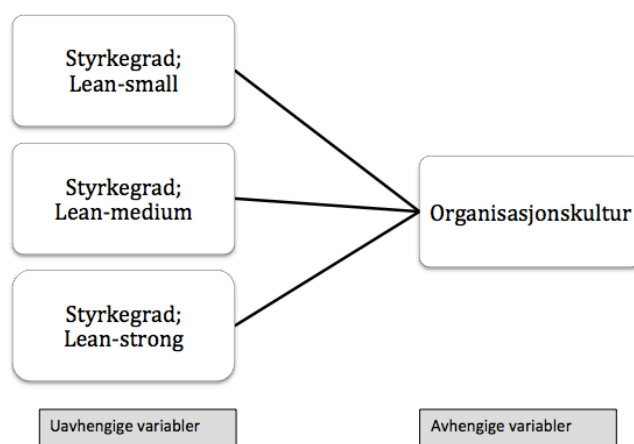 Styrkegrad;
Lean-small
Styrkegrad;
Lean-medium
Organisasjonskultur
Styrkegrad;
Lean-strong
Uavhengige variabler
Avhengige variabler